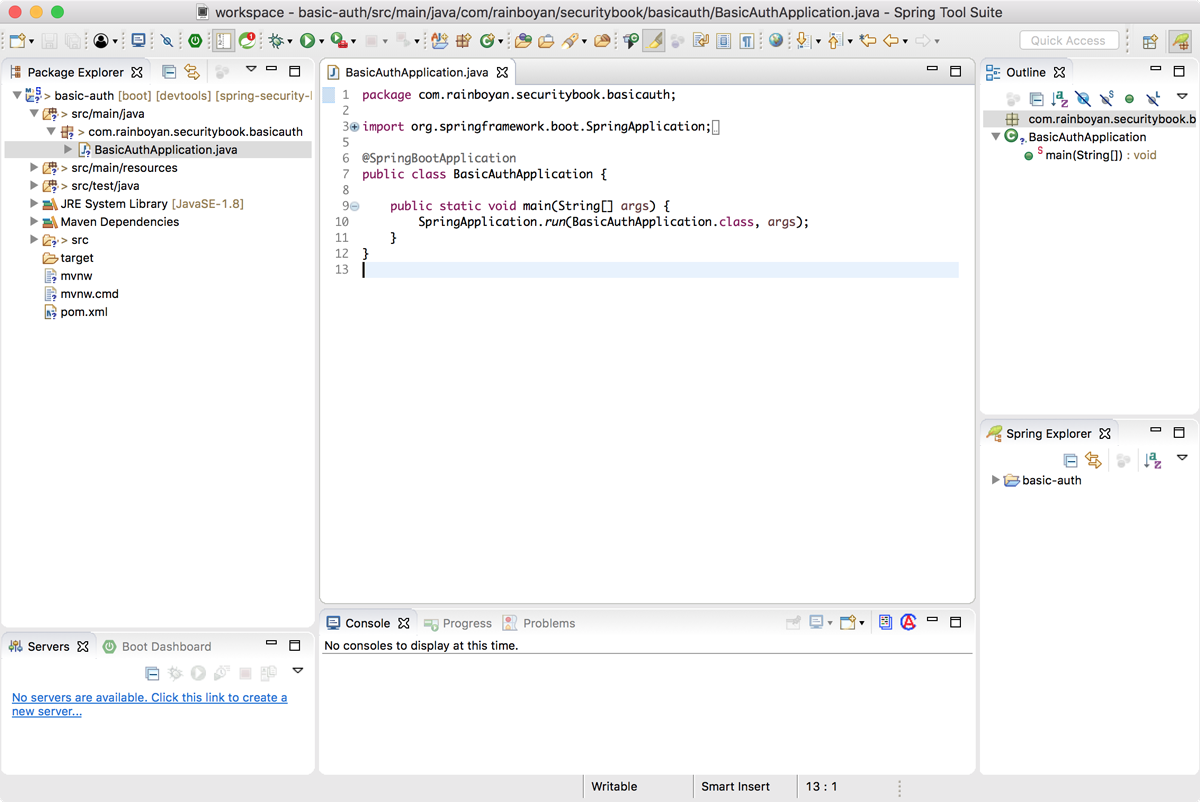 workspace - basic-auth/src/main/java/com/rainboyan/securitybook/basicauth/BasicAuthApplication.java - Spring Tool Suite
Quick Access
Package Explorer
> basic-auth [boot] [devtools] [spring-security-
> src/main/java
> com.rainboyan.securitybook.basicauth
BasicAuthApplication.java
> src/main/resources
> src/test/java
JRE System Library [JavaSE-1.8]
Maven Dependencies
> src
target
mvnw
mvnw.cmd
pom.xml
BasicAuthApplication.java
1 package com.rainboyan.securitybook.basicauth;
2
3 import org.springframework.boot.SpringApplication;
5
6 @SpringBootApplication
7 public class BasicAuthApplication {
8
9 public static void main(String[] args) {
10 SpringApplication.run(BasicAuthApplication.class, args);
11 }
12 }
13
Outline
com.rainboyan.securitybook.b
BasicAuthApplication
main(String[]) : void
Spring Explorer
basic-auth
Servers
Boot Dashboard
No servers are available. Click this link to create a
new server...
Console
Progress
Problems
No consoles to display at this time.
Writable
Smart Insert
13 : 1